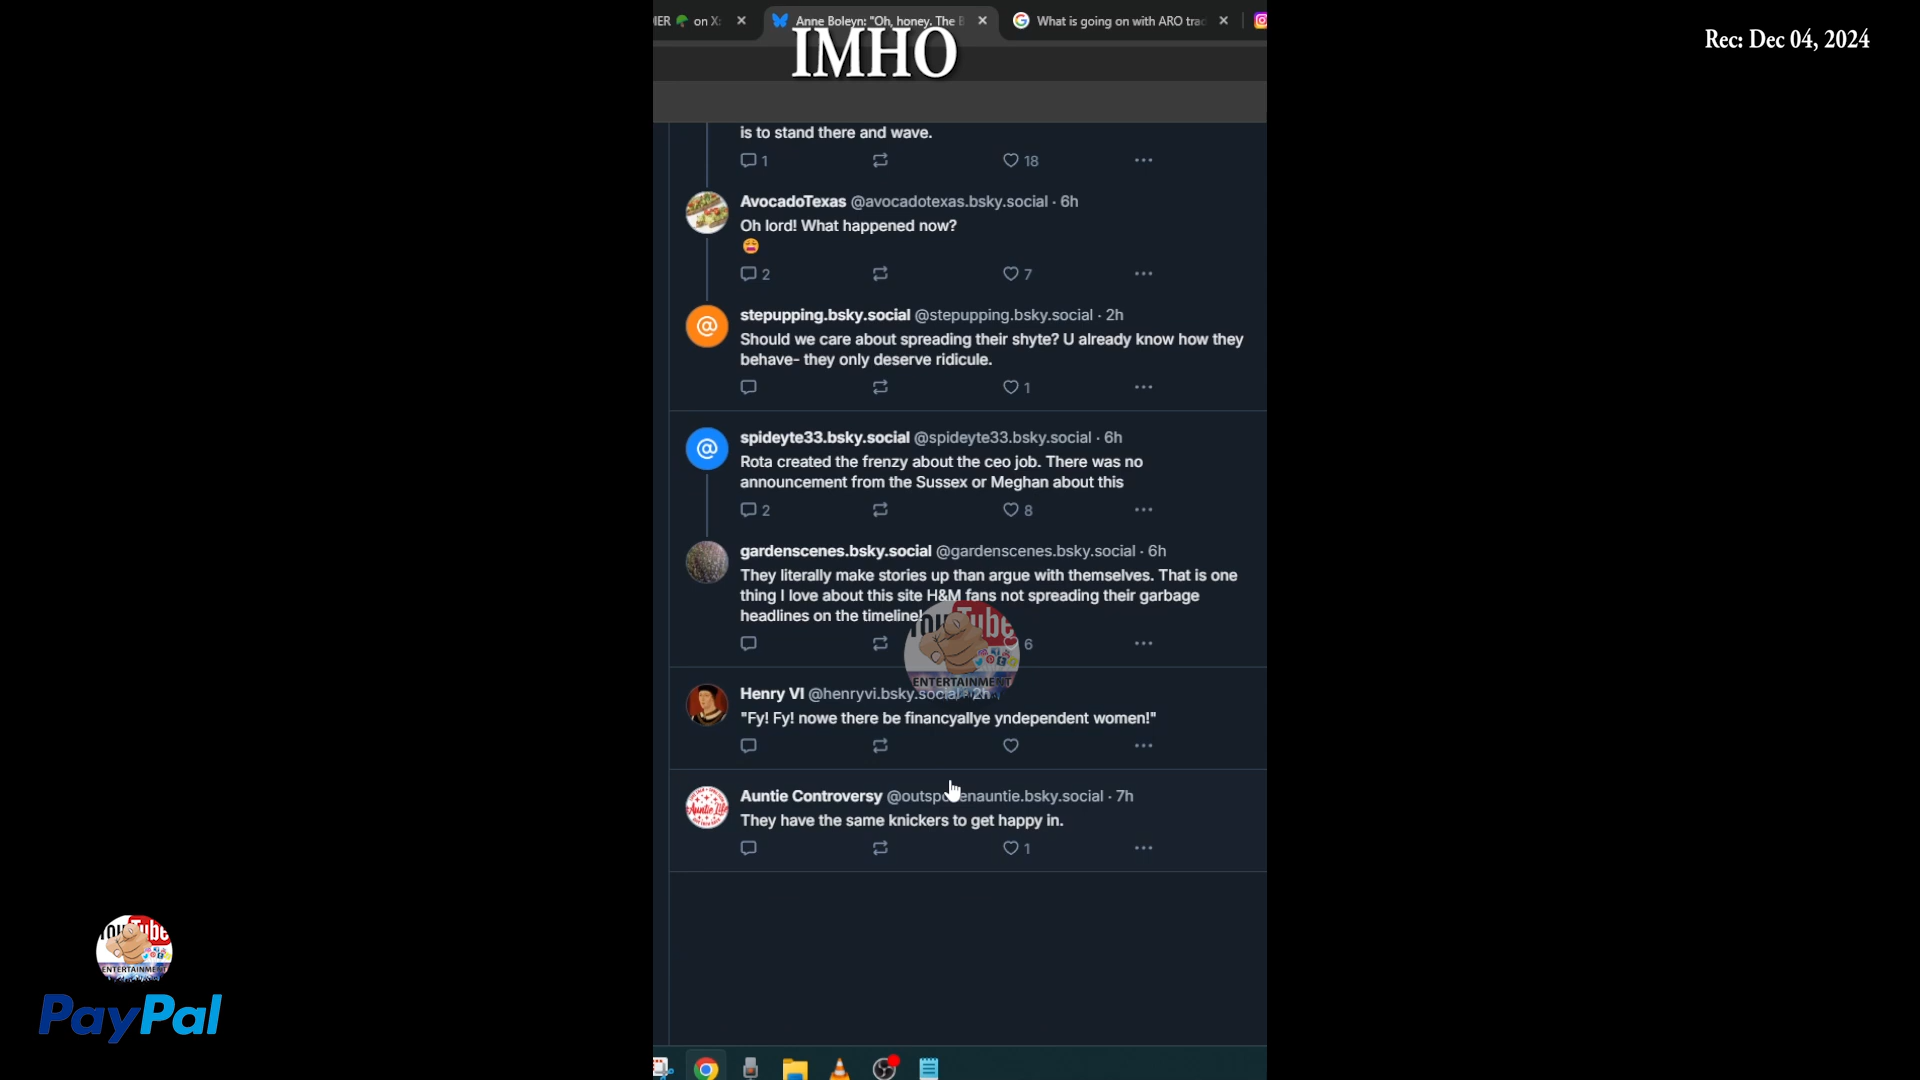 IER on X:
Anne Boleyn: "Oh, honey. The B
What is going on with ARO tra
IMHO
Rec: Dec 04, 2024
is to stand there and wave.
1
18
AvocadoTexas @avocadotexas.bsky.social · 6h
Oh lord! What happened now?
2
7
@
stepupping.bsky.social @stepupping.bsky.social · 2h
Should we care about spreading their shyte? U already know how they
behave- they only deserve ridicule.
1
@
spideyte33.bsky.social @spideyte33.bsky.social · 6h
Rota created the frenzy about the ceo job. There was no
announcement from the Sussex or Meghan about this
2
8
gardenscenes.bsky.social @gardenscenes.bsky.social · 6h
They literally make stories up than argue with themselves. That is one
thing I love about this site H&M fans not spreading their garbage
headlines on the timeline!
6
YouTube
ENTERTAINMENT
Henry VI @henryvi.bsky.social · 2h
"Fy! Fy! nowe there be financyallye yndependent women!"
Auntie Controversy @outspokenauntie.bsky.social · 7h
Auntie Life
They have the same knickers to get happy in.
1
YouTube
ENTERTAINMENT
PayPal